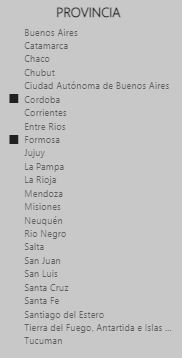 PROVINCIA
Buenos Aires
Catamarca
Chaco
Chubut
Ciudad Autónoma de Buenos Aires
Cordoba
Corrientes
Entre Rios
Formosa
Jujuy
La Pampa
La Rioja
Mendoza
Misiones
Neuquén
Rio Negro
Salta
San Juan
San Luis
Santa Cruz
Santa Fe
Santiago del Estero
Tierra del Fuego, Antartida e Islas ...
Tucuman